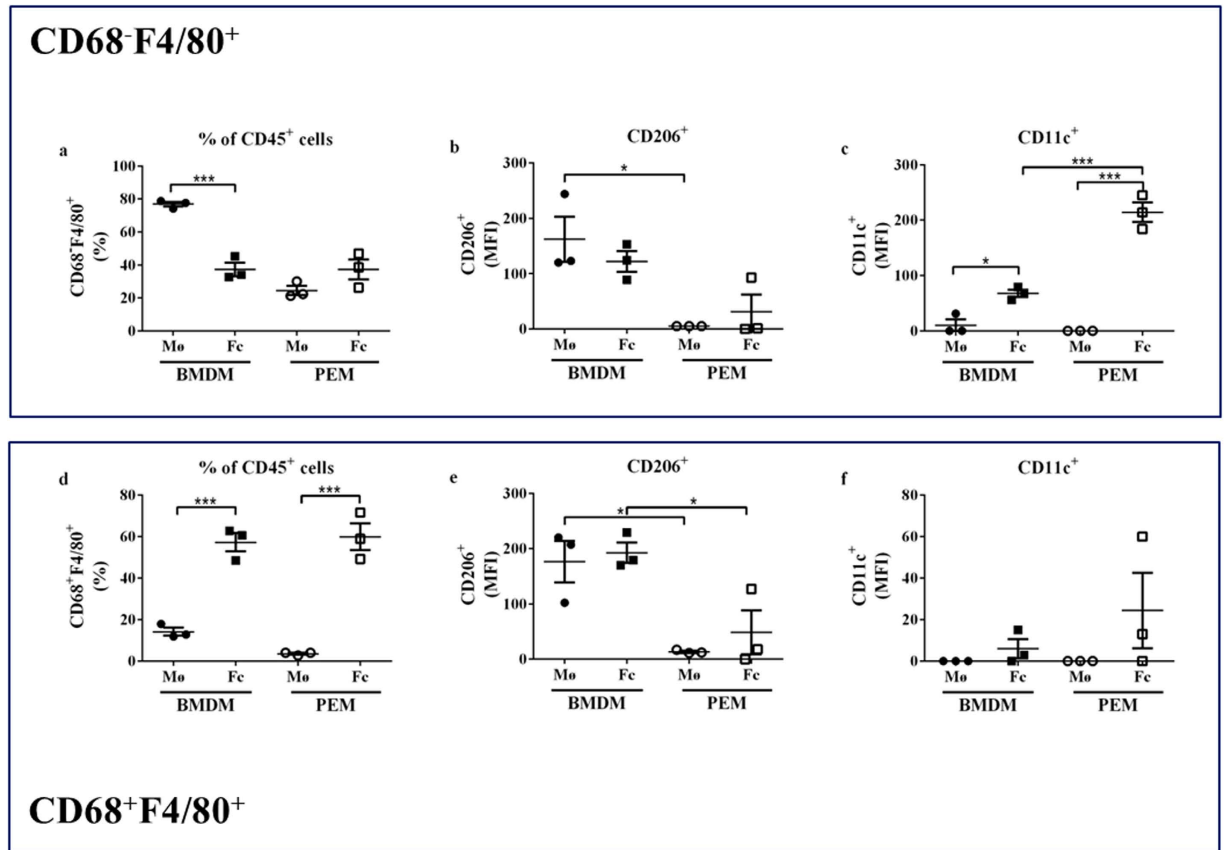 CD68⁻F4/80⁺
a
% of CD45⁺ cells
CD68⁻F4/80⁺
(%)
100
80
60
40
20
0
***
Mø Fc Mø Fc
BMDM PEM
b
CD206⁺
CD206⁺
(MFI)
300
200
100
0
*
Mø Fc Mø Fc
BMDM PEM
c
CD11c⁺
CD11c⁺
(MFI)
300
200
100
0
***
***
*
Mø Fc Mø Fc
BMDM PEM
d
% of CD45⁺ cells
CD68⁺F4/80⁺
(%)
80
60
40
20
0
*** ***
Mø Fc Mø Fc
BMDM PEM
e
CD206⁺
CD206⁺
(MFI)
300
200
100
0
*
*
Mø Fc Mø Fc
BMDM PEM
f
CD11c⁺
CD11c⁺
(MFI)
80
60
40
20
0
Mø Fc Mø Fc
BMDM PEM
CD68⁺F4/80⁺